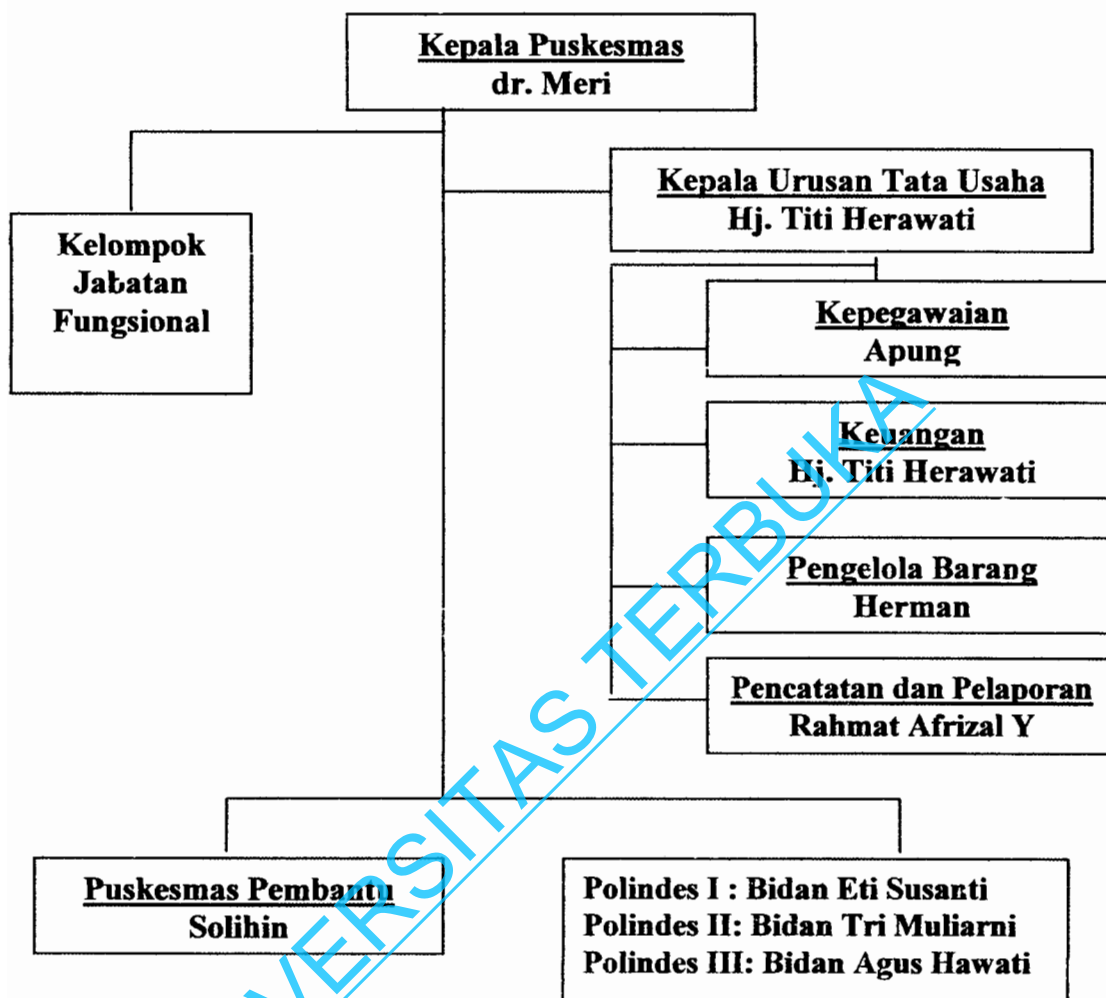 Kepala Puskesmas
dr. Meri
Kepala Urusan Tata Usaha
Hj. Titi Herawati
Kelompok
Jabatan
Fungsional
Kepegawaian
Apung
Keuangan
Hj. Titi Herawati
Pengelola Barang
Herman
Pencatatan dan Pelaporan
Rahmat Afrizal Y
Puskesmas Pembantu
Solihin
Polindes I : Bidan Eti Susanti
Polindes II: Bidan Tri Muliarni
Polindes III: Bidan Agus Hawati
VERSITAS TERBUKA